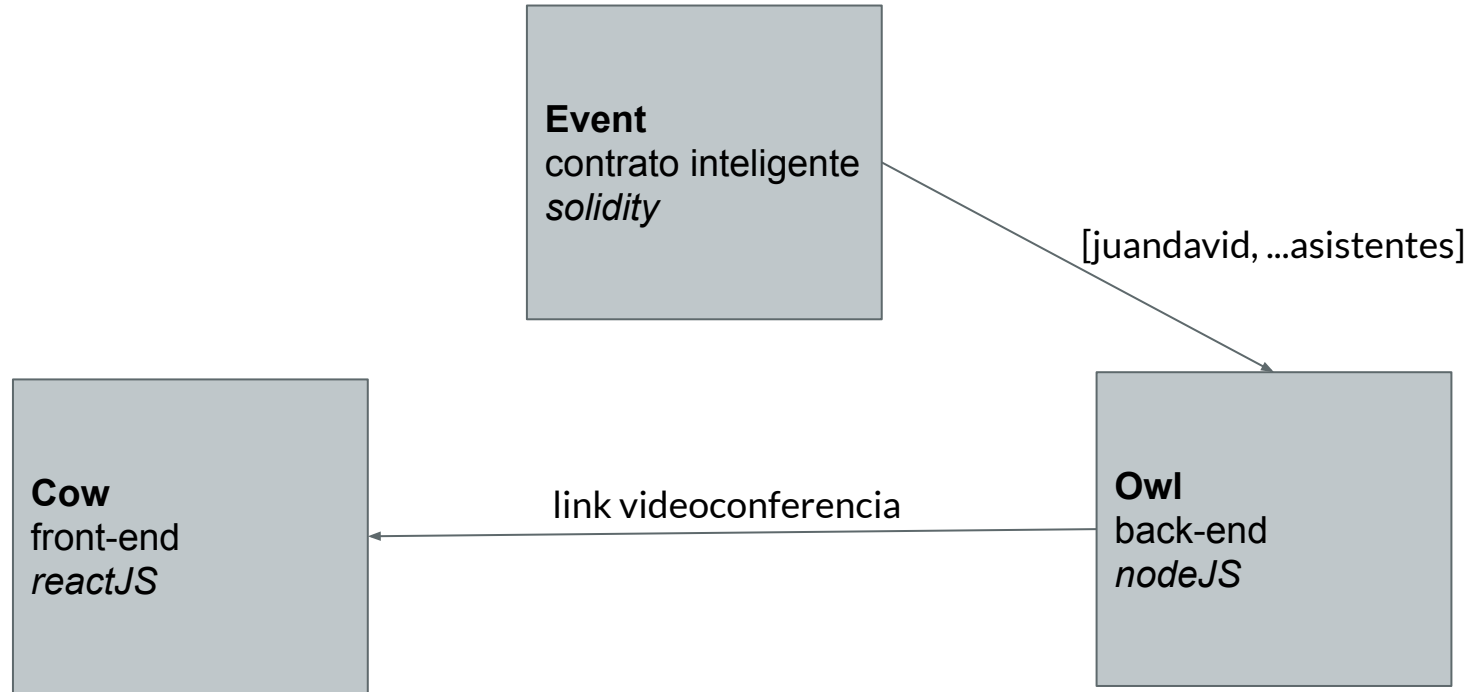 Event
contrato inteligente
solidity
[juandavid, ...asistentes]
Cow
front-end
reactJS
link videoconferencia
Owl
back-end
nodeJS